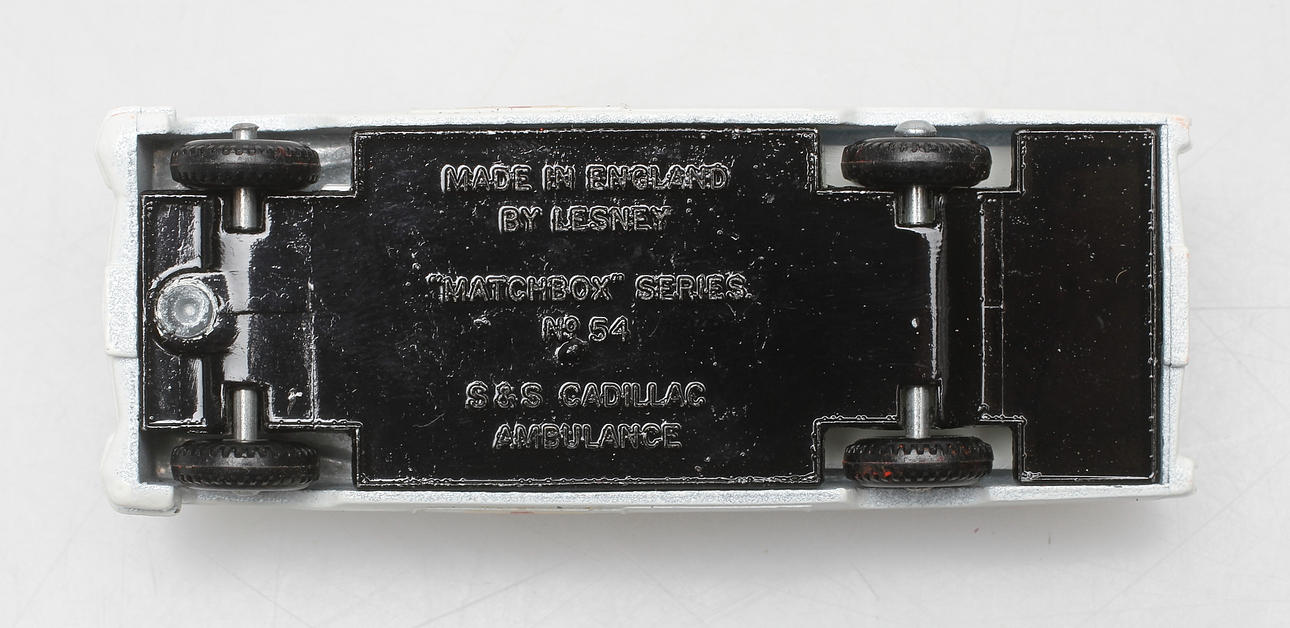 MADE IN ENGLAND
BY LESNEY
"MATCHBOX" SERIES
Nº 54
S&S CADILLAC
AMBULANCE